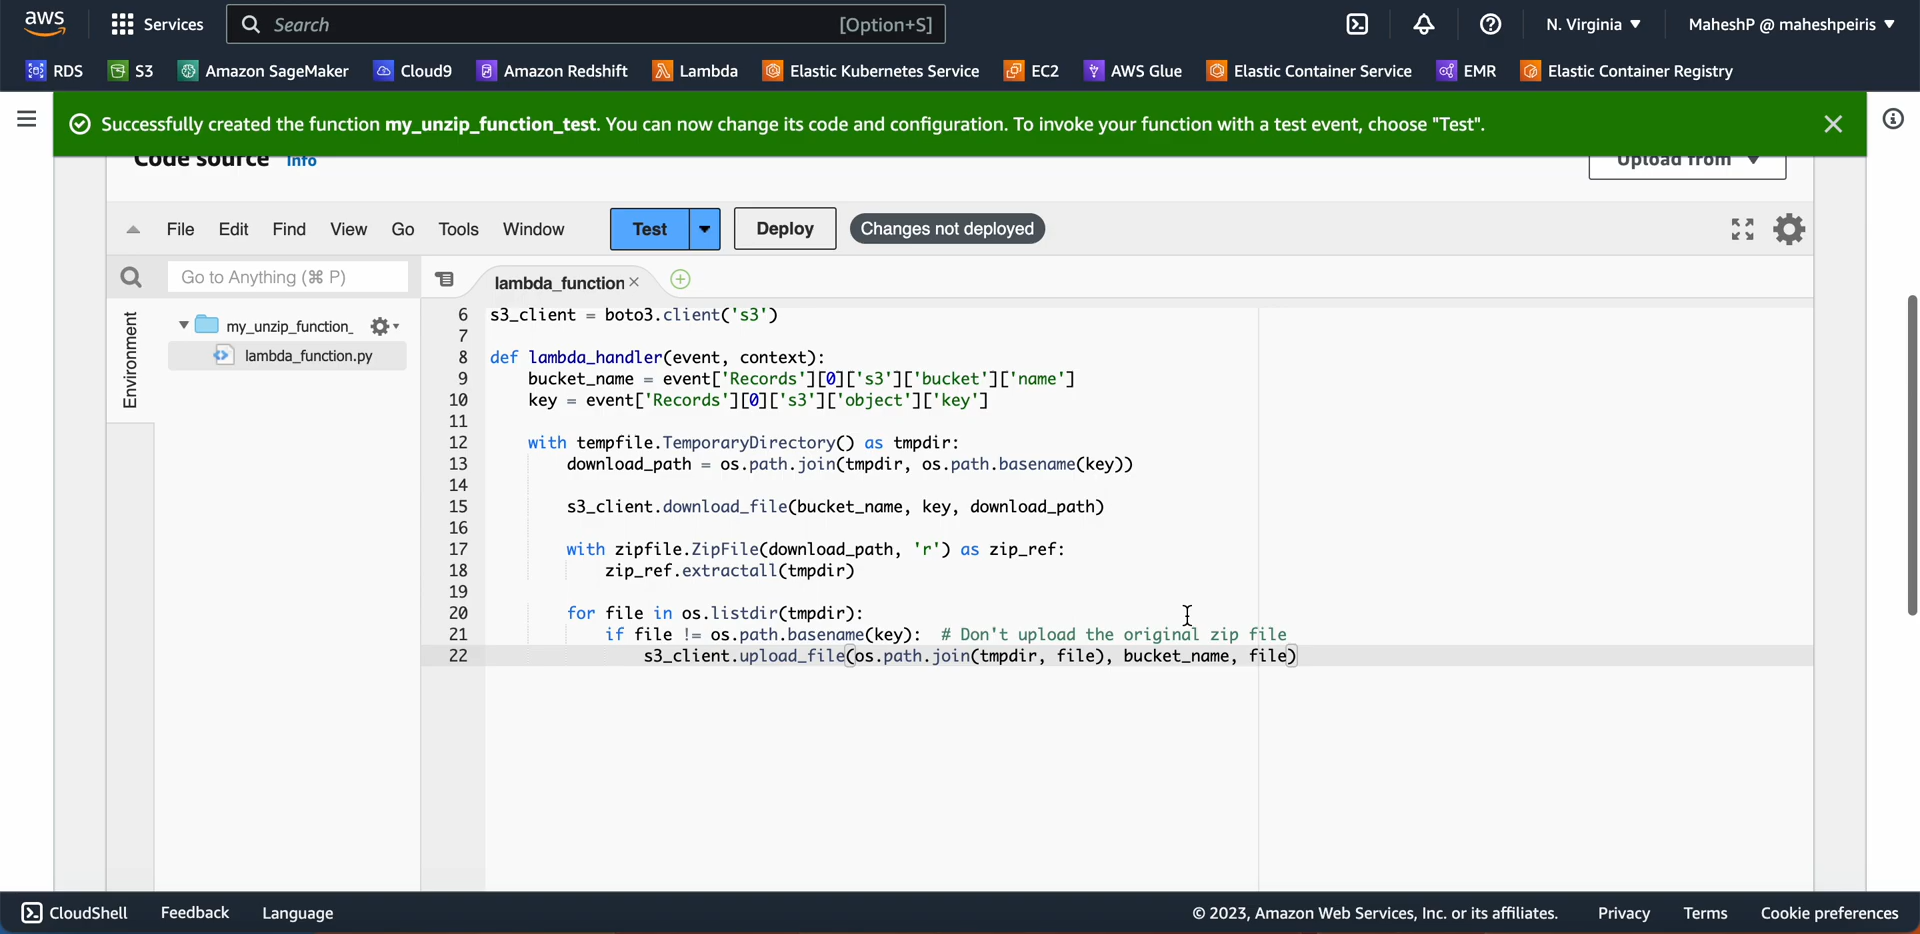 aws Services Search [Option+S] N. Virginia MaheshP @ maheshpeiris
RDS S3 Amazon SageMaker Cloud9 Amazon Redshift Lambda Elastic Kubernetes Service EC2 AWS Glue Elastic Container Service EMR Elastic Container Registry
Successfully created the function my_unzip_function_test. You can now change its code and configuration. To invoke your function with a test event, choose "Test".
Code source Info Upload from
File Edit Find View Go Tools Window Test Deploy Changes not deployed
Go to Anything (⌘ P) lambda_function
Environment
my_unzip_function_
lambda_function.py
6 s3_client = boto3.client('s3')
7
8 def lambda_handler(event, context):
9     bucket_name = event['Records'][0]['s3']['bucket']['name']
10     key = event['Records'][0]['s3']['object']['key']
11
12     with tempfile.TemporaryDirectory() as tmpdir:
13         download_path = os.path.join(tmpdir, os.path.basename(key))
14
15         s3_client.download_file(bucket_name, key, download_path)
16
17         with zipfile.ZipFile(download_path, 'r') as zip_ref:
18             zip_ref.extractall(tmpdir)
19
20         for file in os.listdir(tmpdir):
21             if file != os.path.basename(key):  # Don't upload the original zip file
22                 s3_client.upload_file(os.path.join(tmpdir, file), bucket_name, file)
CloudShell Feedback Language © 2023, Amazon Web Services, Inc. or its affiliates. Privacy Terms Cookie preferences